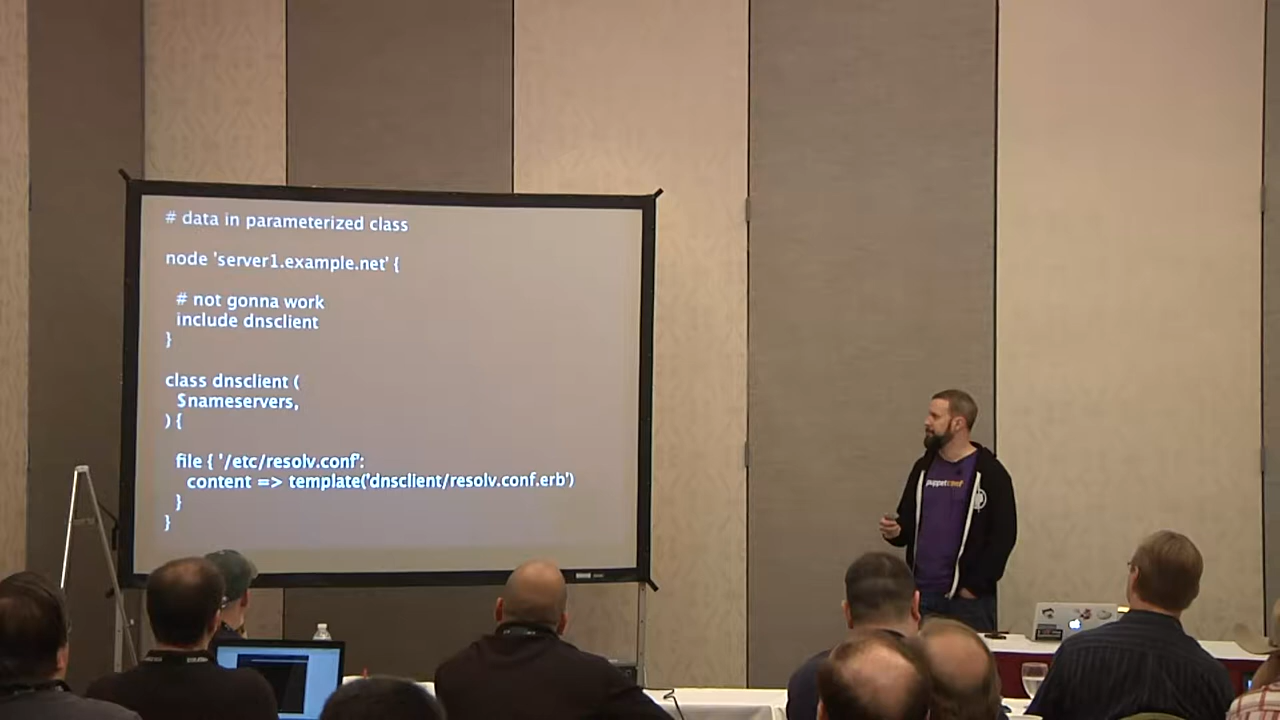 # data in parameterized class
node 'server1.example.net' {
# not gonna work
include dnsclient
}
class dnsclient (
$nameservers,
) {
file { '/etc/resolv.conf':
content => template('dnsclient/resolv.conf.erb')
}
}
puppetconf